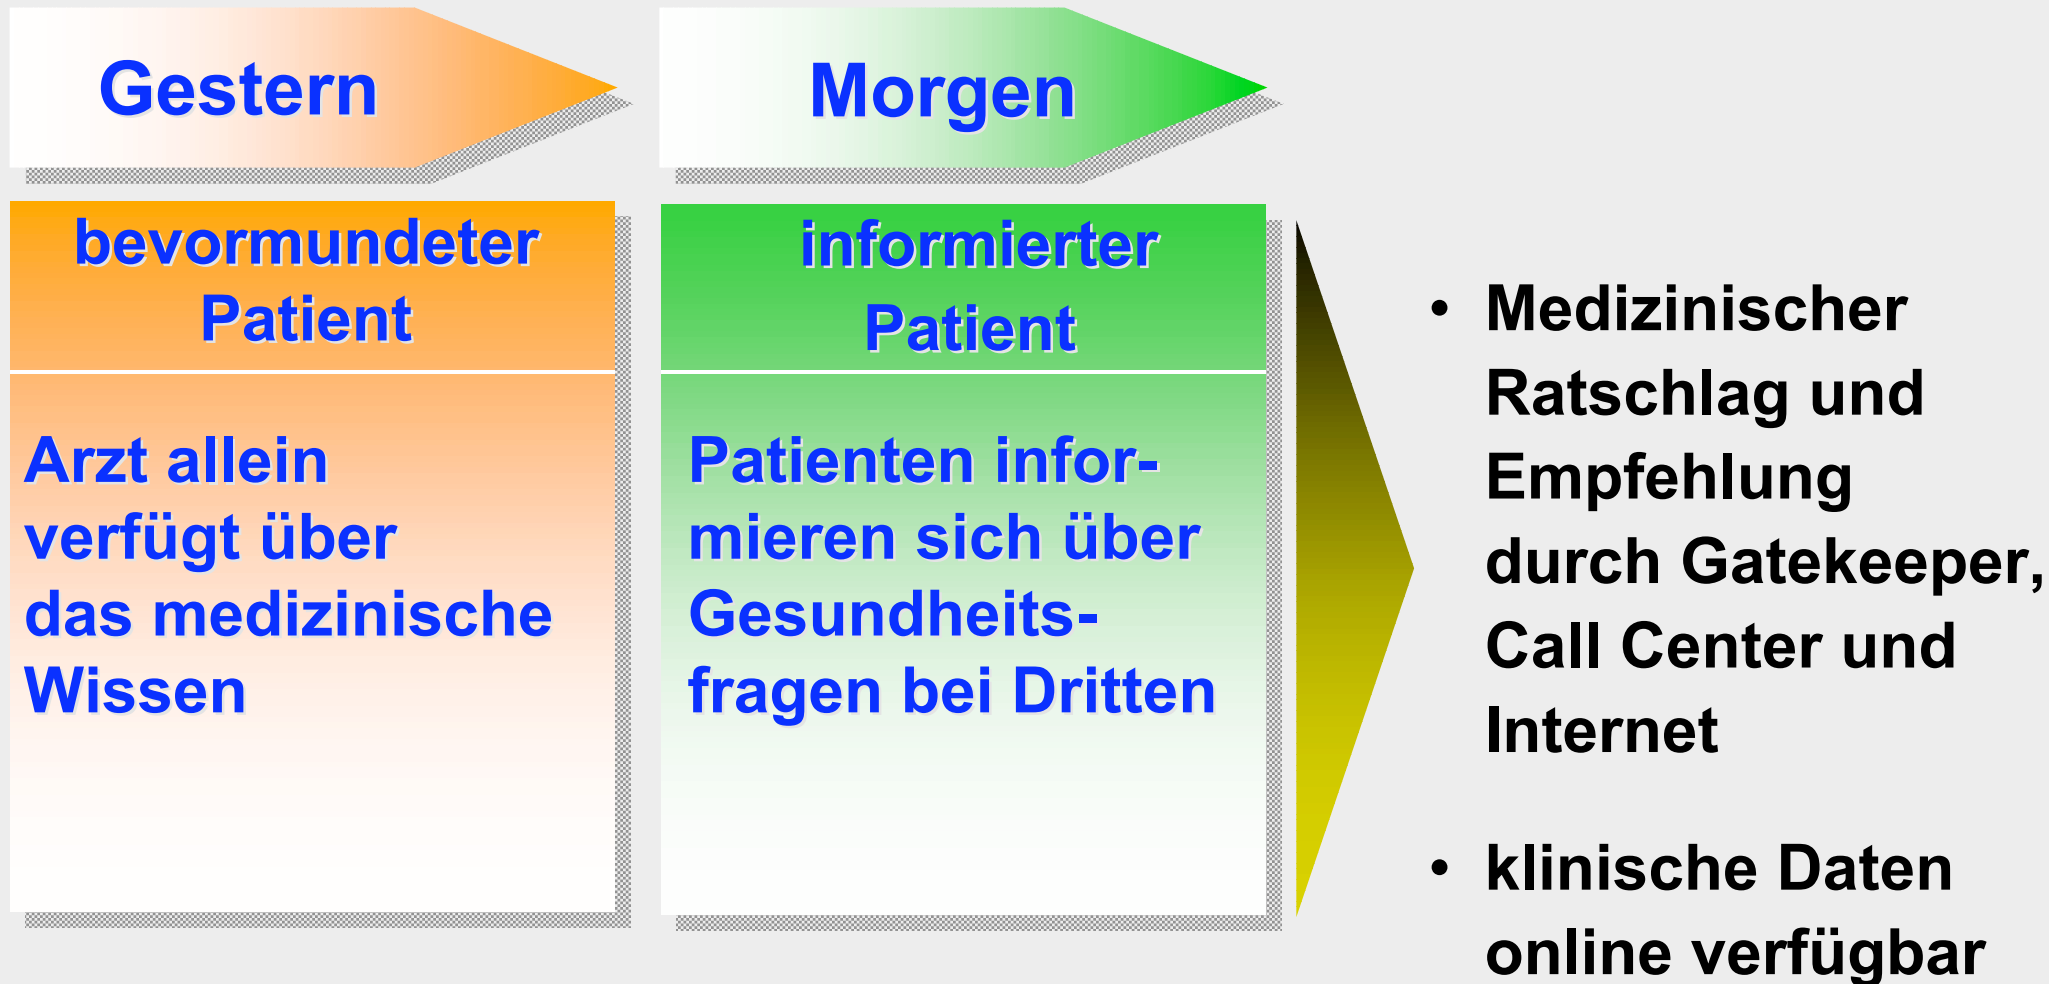 Gestern
bevormundeter
Patient
Arzt allein
verfügt über
das medizinische
Wissen
Morgen
informierter
Patient
Patienten infor-
mieren sich über
Gesundheits-
fragen bei Dritten
• Medizinischer
Ratschlag und
Empfehlung
durch Gatekeeper,
Call Center und
Internet
• klinische Daten
online verfügbar